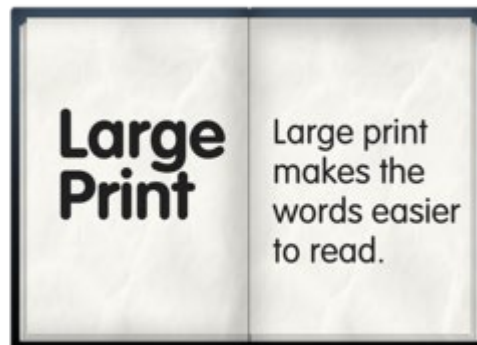 Large
Print
Large print
makes the
words easier
to read.